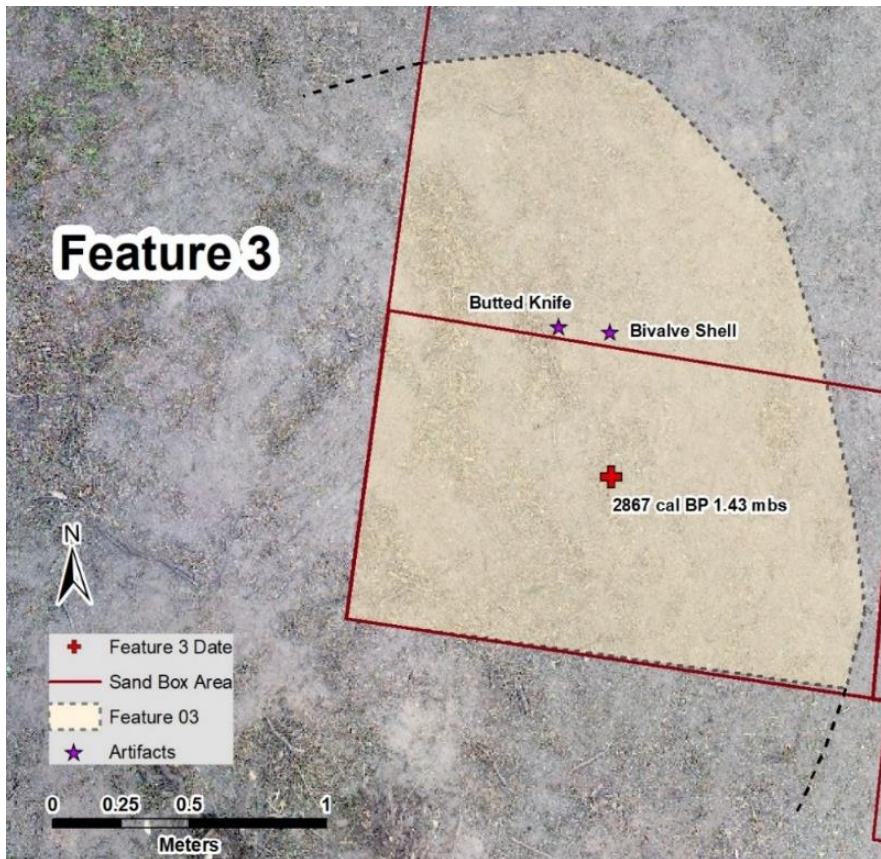 Feature 3
Butted Knife
Bivalve Shell
2867 cal BP 1.43 mbs
N
Feature 3 Date
Sand Box Area
Feature 03
Artifacts
0 0.25 0.5 1
Meters